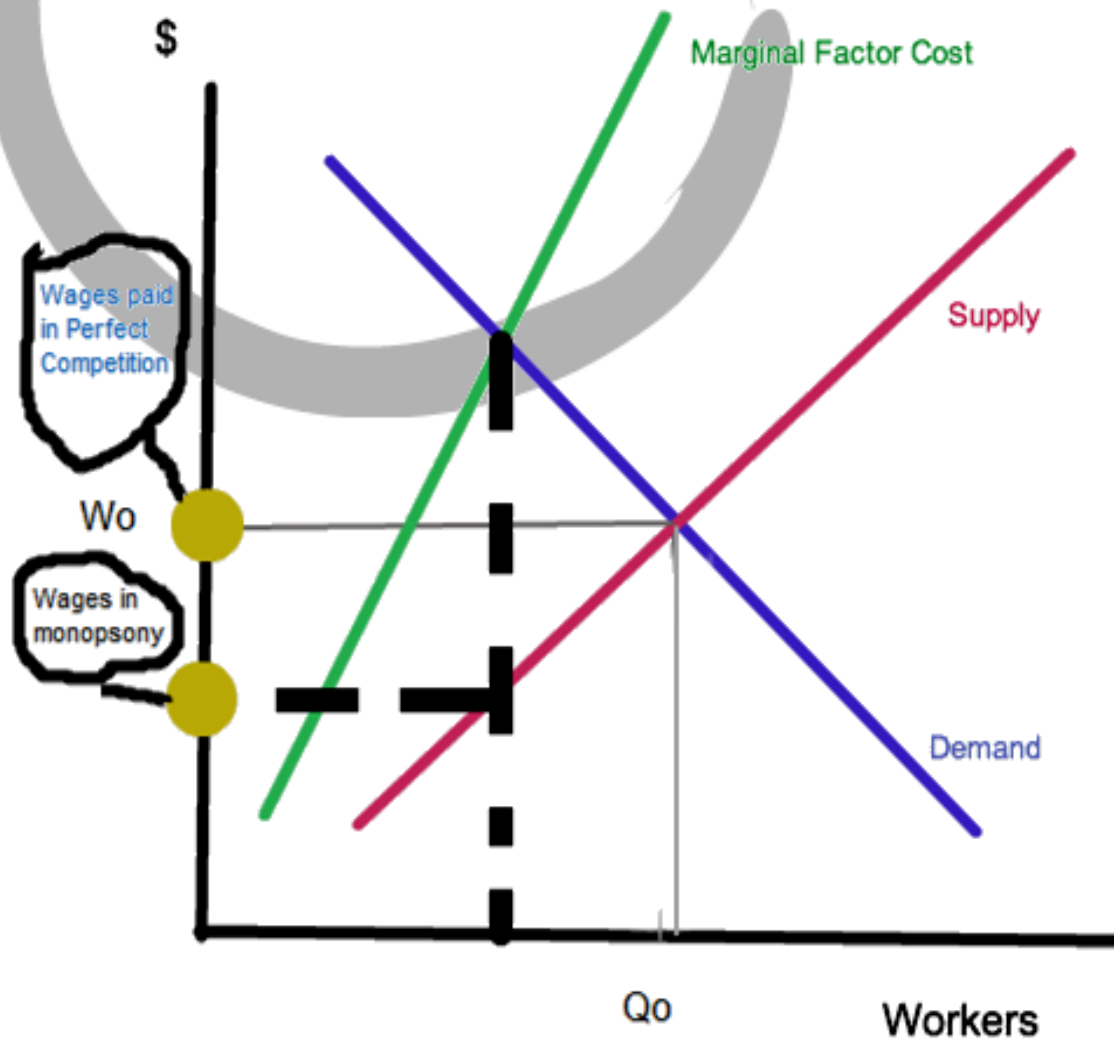 $
Marginal Factor Cost
Wages paid
in Perfect
Competition
Supply
Wo
Wages in
monopsony
Demand
Qo
Workers